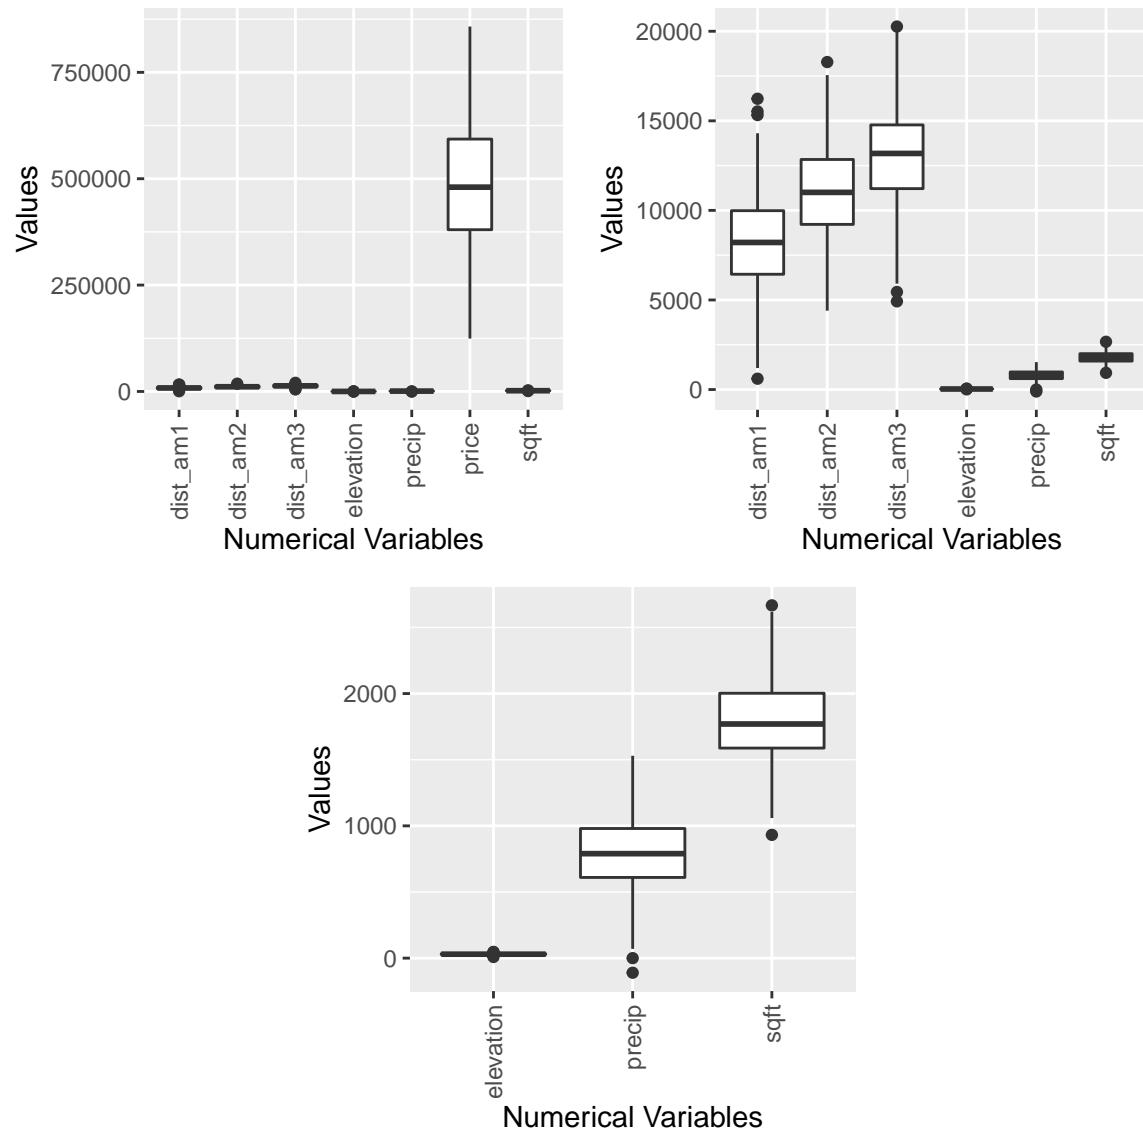 Values
750000
500000
250000
0
dist_am1
dist_am2
dist_am3
elevation
precip
price
sqft
Numerical Variables
Values
20000
15000
10000
5000
0
dist_am1
dist_am2
dist_am3
elevation
precip
sqft
Numerical Variables
Values
2000
1000
0
elevation
precip
sqft
Numerical Variables